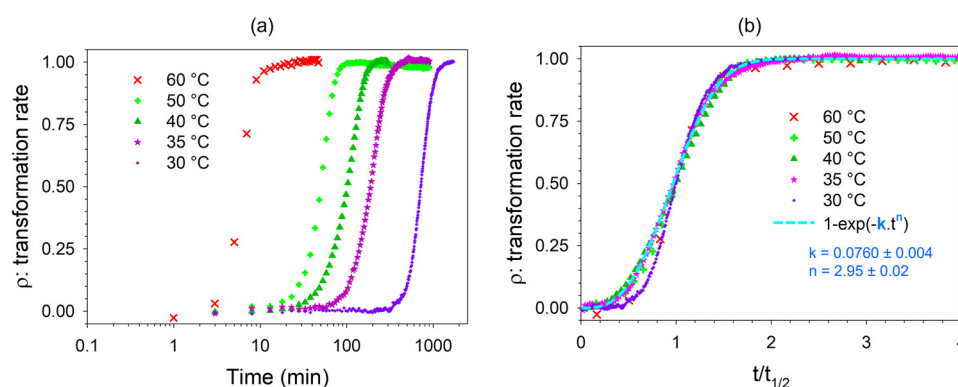 (a)
ρ: transformation rate
1.00
0.75
0.50
0.25
0.00
60 °C
50 °C
40 °C
35 °C
30 °C
0.1 1 10 100 1000
Time (min)
(b)
ρ: transformation rate
1.00
0.75
0.50
0.25
0.00
60 °C
50 °C
40 °C
35 °C
30 °C
1-exp(-k.tⁿ)
k = 0.0760 ± 0.004
n = 2.95 ± 0.02
0 1 2 3 4
t/t₁/₂